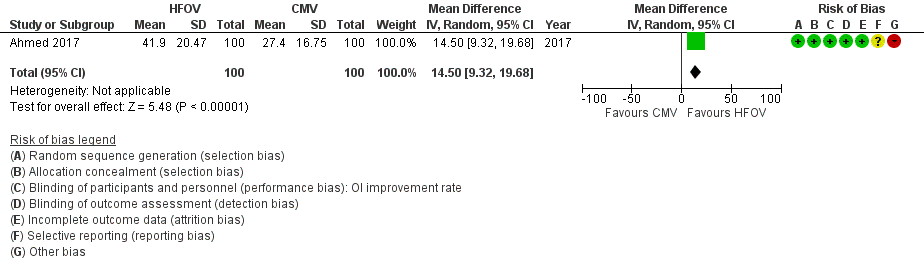 HFOV CMV Mean Difference Mean Difference Risk of Bias
Study or Subgroup Mean SD Total Mean SD Total Weight IV, Random, 95% CI Year IV, Random, 95% CI A B C D E F G
Ahmed 2017 41.9 20.47 100 27.4 16.75 100 100.0% 14.50 [9.32, 19.68] 2017 + + + + + ? -
Total (95% CI) 100 100 100.0% 14.50 [9.32, 19.68]
Heterogeneity: Not applicable
Test for overall effect: Z = 5.48 (P < 0.00001)
-100 -50 0 50 100
Favours CMV Favours HFOV
Risk of bias legend
(A) Random sequence generation (selection bias)
(B) Allocation concealment (selection bias)
(C) Blinding of participants and personnel (performance bias): OI improvement rate
(D) Blinding of outcome assessment (detection bias)
(E) Incomplete outcome data (attrition bias)
(F) Selective reporting (reporting bias)
(G) Other bias